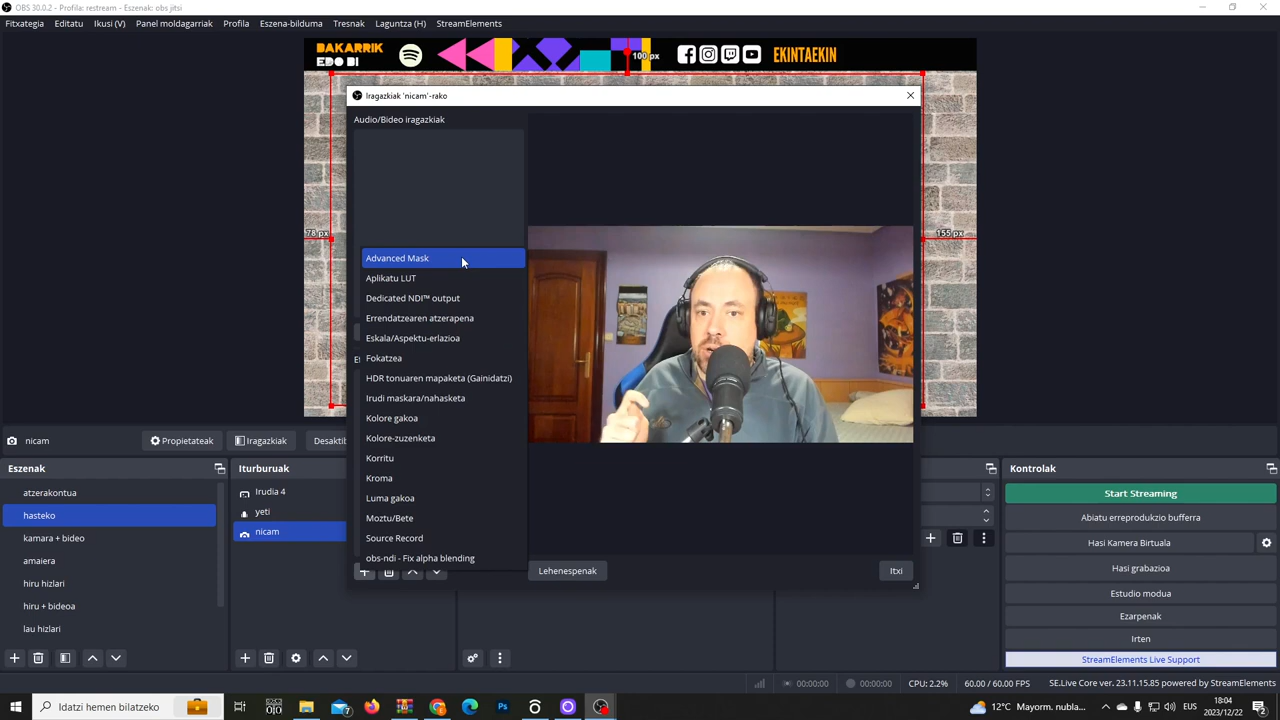 OBS 30.0.2 - Profila: restream - Eszenak: obs jitsi
Fitxategia Editatu Ikusi (V) Panel moldagarriak Profila Eszena-bilduma Tresnak Laguntza (H) StreamElements
BAKARRIK
EDO BI
EKINTAEKIN
100 px
78 px
155 px
Iragazkiak 'nicam'-rako
Audio/Bideo iragazkiak
Advanced Mask
Aplikatu LUT
Dedicated NDI™ output
Errendatzearen atzerapena
Eskala/Aspektu-erlazioa
Fokatzea
HDR tonuaren mapaketa (Gainidatzi)
Irudi maskara/nahasketa
Kolore gakoa
Kolore-zuzenketa
Korritu
Kroma
Luma gakoa
Moztu/Bete
Source Record
obs-ndi - Fix alpha blending
Lehenespenak
Itxi
nicam
Propietateak
Iragazkiak
Eszenak
atzerakontua
hasteko
kamara + bideo
amaiera
hiru hizlari
hiru + bideoa
lau hizlari
Iturburuak
Irudia 4
yeti
nicam
Kontrolak
Start Streaming
Abiatu erreprodukzio bufferra
Hasi Kamera Birtuala
Hasi grabazioa
Estudio modua
Ezarpenak
Irten
StreamElements Live Support
00:00:00 00:00:00 CPU: 2.2% 60.00 / 60.00 FPS SE.Live Core ver. 23.11.15.85 powered by StreamElements
Idatzi hemen bilatzeko
12°C Mayorm. nubla...
EUS
18:04
2023/12/22